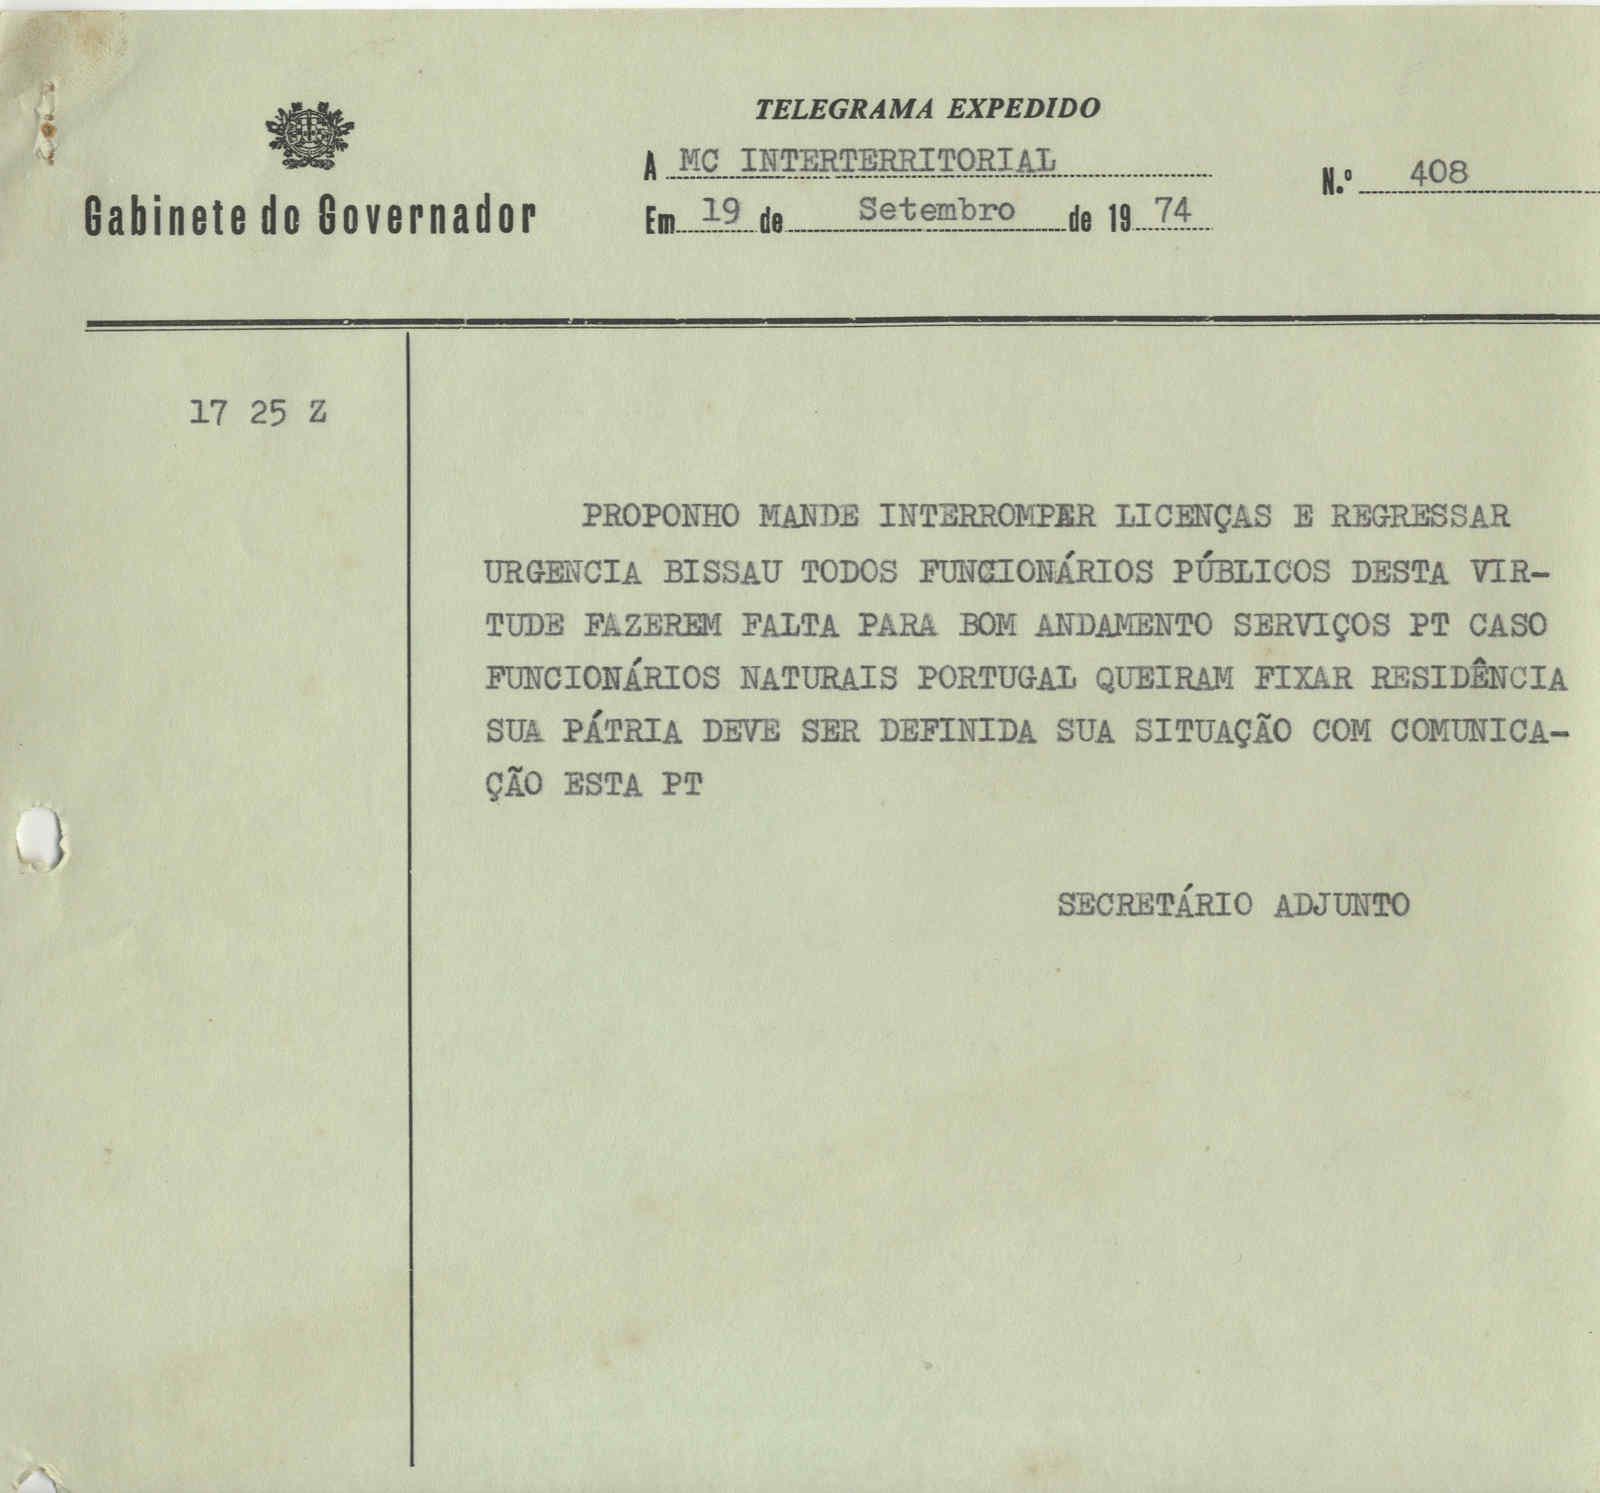 TELEGRAMA EXPEDIDO
A MC INTERTERRITORIAL
N.º 408
Gabinete do Governador
Em 19 de Setembro de 1974
17 25 Z
PROPONHO MANDE INTERROMPER LICENÇAS E REGRESSAR
URGENCIA BISSAU TODOS FUNCIONÁRIOS PÚBLICOS DESTA VIR-
TUDE FAZEREM FALTA PARA BOM ANDAMENTO SERVIÇOS PT CASO
FUNCIONÁRIOS NATURAIS PORTUGAL QUEIRAM FIXAR RESIDÊNCIA
SUA PÁTRIA DEVE SER DEFINIDA SUA SITUAÇÃO COM COMUNICA-
ÇÃO ESTA PT
SECRETÁRIO ADJUNTO